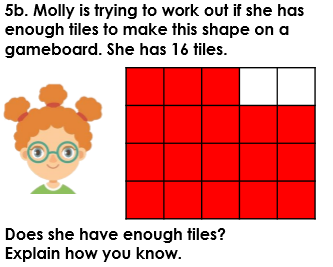 5b. Molly is trying to work out if she has
enough tiles to make this shape on a
gameboard. She has 16 tiles.
Does she have enough tiles?
Explain how you know.